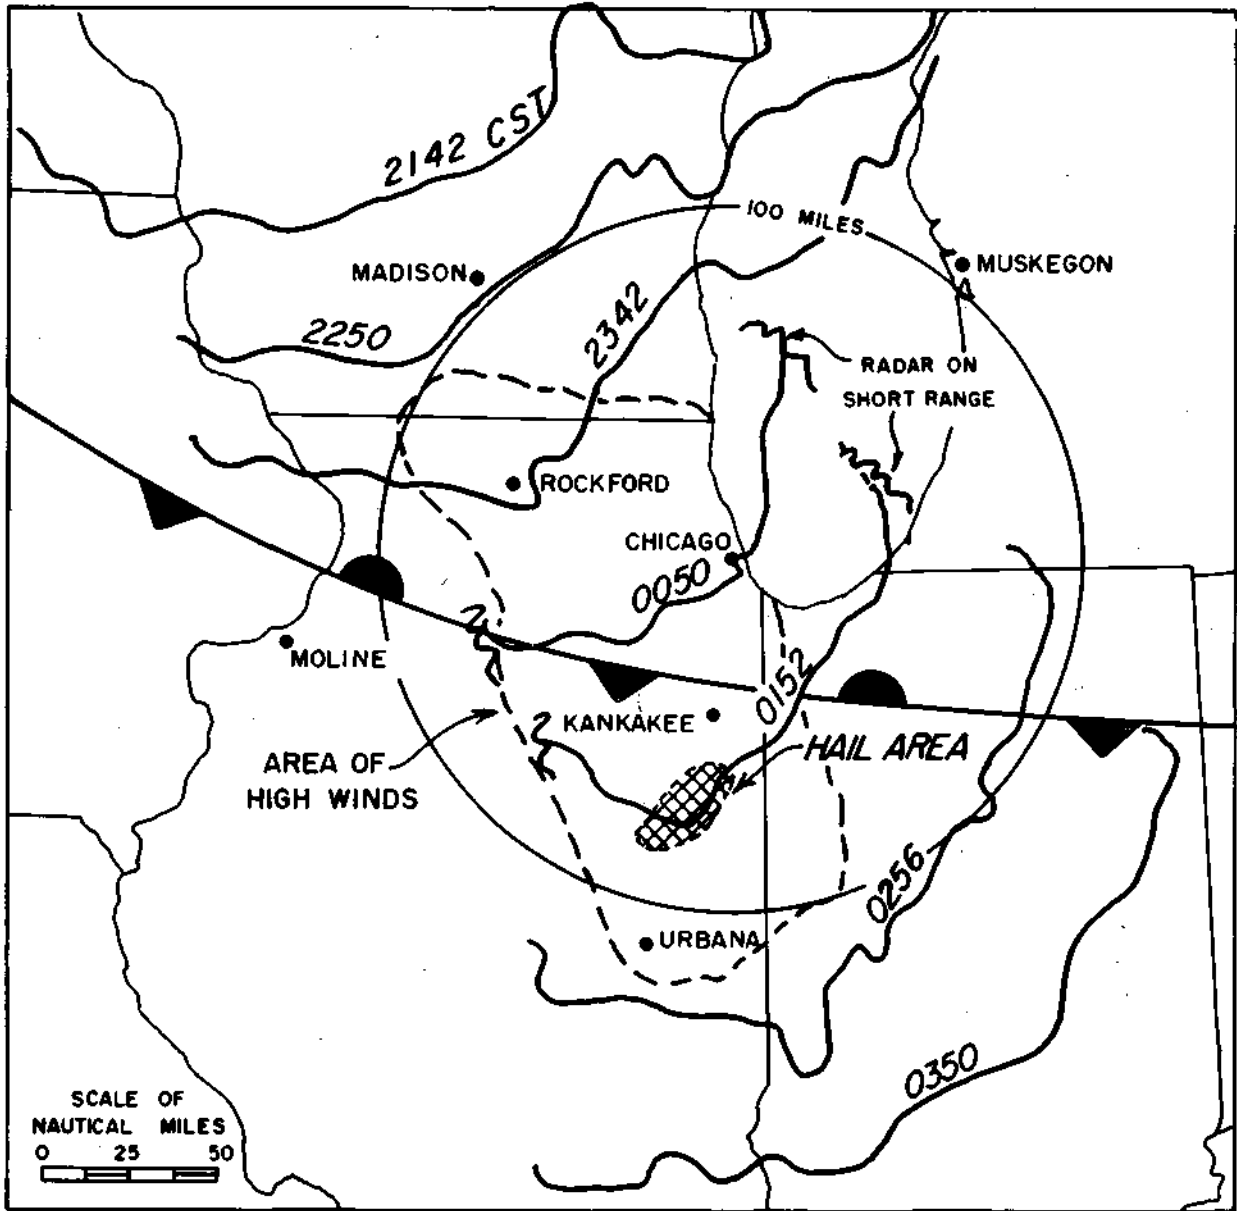 2142 CST
100 MILES
MADISON
MUSKEGON
2250
2342
RADAR ON
SHORT RANGE
ROCKFORD
CHICAGO
0050
MOLINE
0152
KANKAKEE
HAIL AREA
AREA OF
HIGH WINDS
0256
URBANA
0350
SCALE OF
NAUTICAL MILES
0 25 50